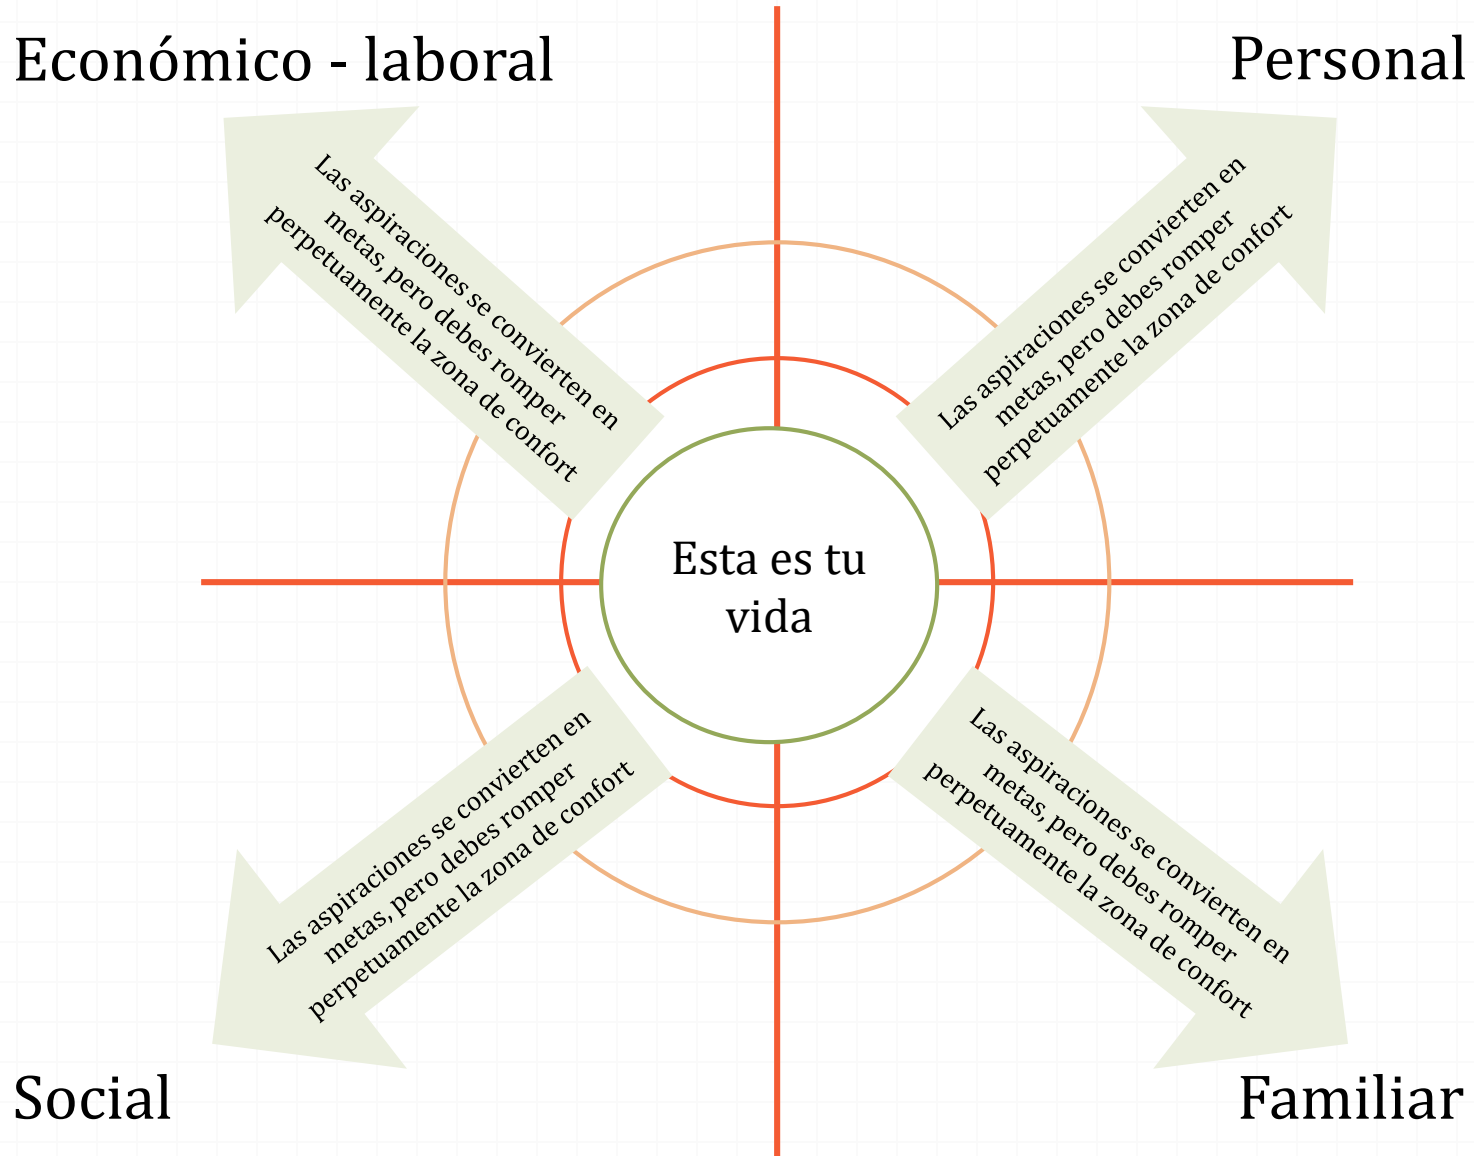 Económico - laboral
Personal
Las aspiraciones se convierten en
metas, pero debes romper
perpetuamente la zona de confort
Las aspiraciones se convierten en
metas, pero debes romper
perpetuamente la zona de confort
Esta es tu
vida
Las aspiraciones se convierten en
metas, pero debes romper
perpetuamente la zona de confort
Las aspiraciones se convierten en
metas, pero debes romper
perpetuamente la zona de confort
Social
Familiar